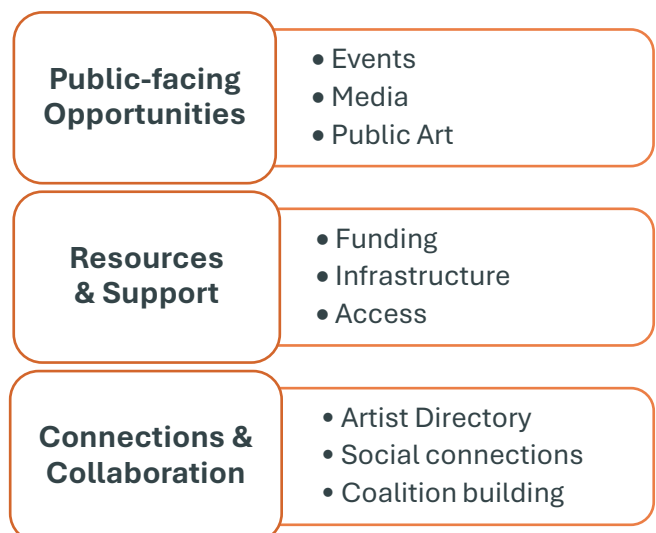 Public-facing
Opportunities
• Events
• Media
• Public Art
Resources
& Support
• Funding
• Infrastructure
• Access
Connections &
Collaboration
• Artist Directory
• Social connections
• Coalition building